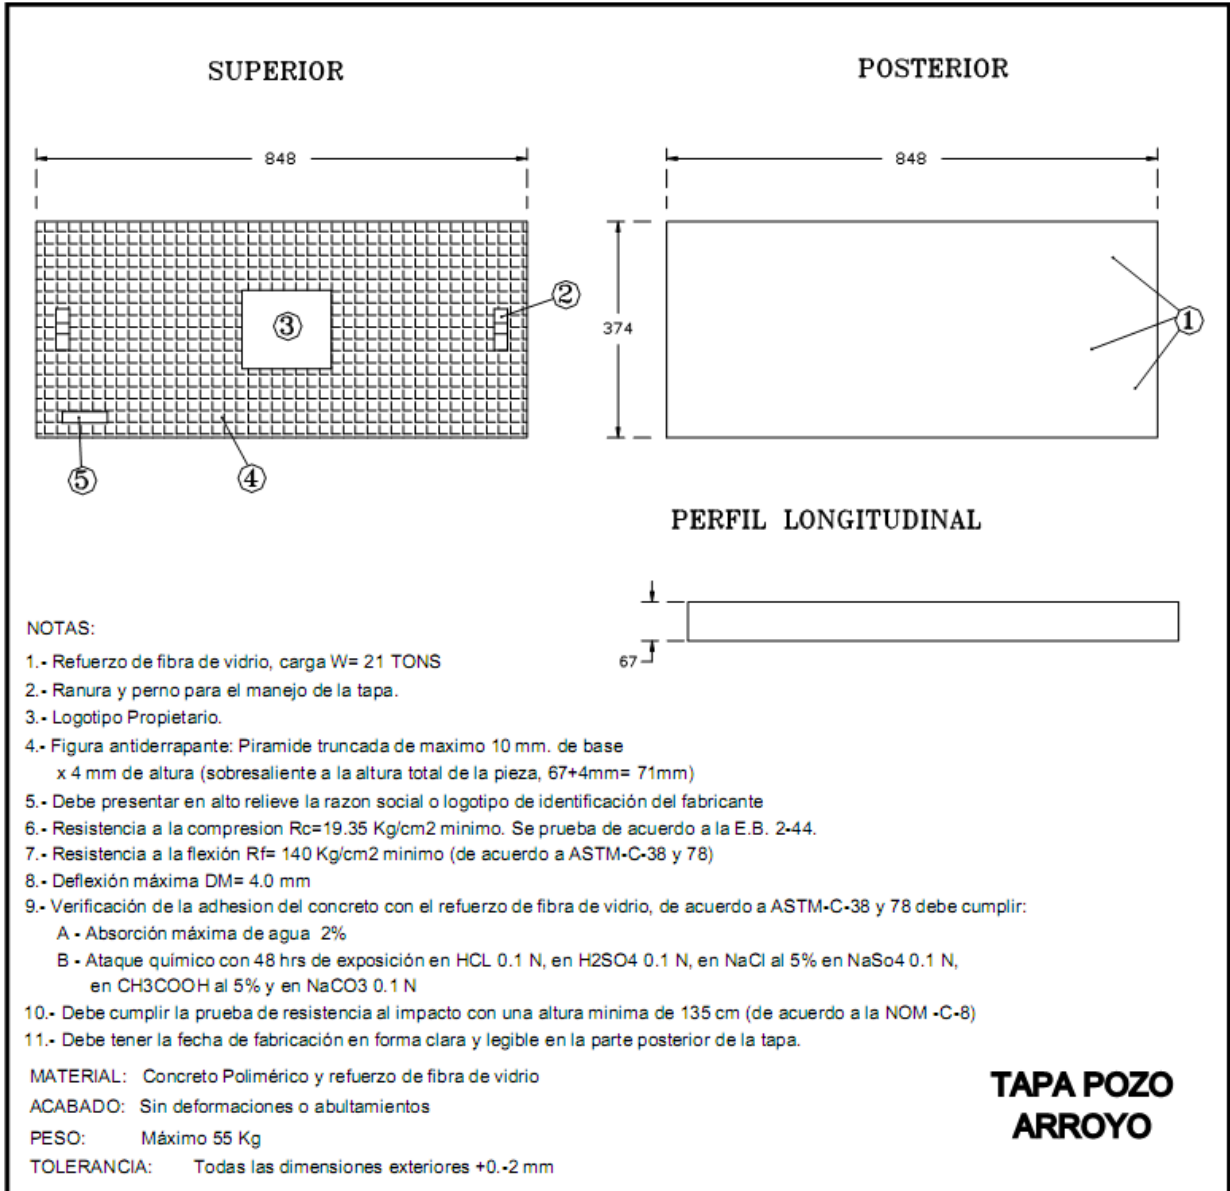 SUPERIOR
POSTERIOR
848
848
2
3
374
1
5
4
PERFIL LONGITUDINAL
67
NOTAS:
1.- Refuerzo de fibra de vidrio, carga W= 21 TONS
2.- Ranura y perno para el manejo de la tapa.
3.- Logotipo Propietario.
4.- Figura antiderrapante: Piramide truncada de maximo 10 mm. de base
x 4 mm de altura (sobresaliente a la altura total de la pieza, 67+4mm= 71mm)
5.- Debe presentar en alto relieve la razon social o logotipo de identificación del fabricante
6.- Resistencia a la compresion Rc=19.35 Kg/cm2 minimo. Se prueba de acuerdo a la E.B. 2-44.
7.- Resistencia a la flexión Rf= 140 Kg/cm2 minimo (de acuerdo a ASTM-C-38 y 78)
8.- Deflexión máxima DM= 4.0 mm
9.- Verificación de la adhesion del concreto con el refuerzo de fibra de vidrio, de acuerdo a ASTM-C-38 y 78 debe cumplir:
A - Absorción máxima de agua 2%
B - Ataque químico con 48 hrs de exposición en HCL 0.1 N, en H2SO4 0.1 N, en NaCl al 5% en NaSo4 0.1 N,
en CH3COOH al 5% y en NaCO3 0.1 N
10.- Debe cumplir la prueba de resistencia al impacto con una altura minima de 135 cm (de acuerdo a la NOM -C-8)
11.- Debe tener la fecha de fabricación en forma clara y legible en la parte posterior de la tapa.
MATERIAL: Concreto Polimérico y refuerzo de fibra de vidrio
ACABADO: Sin deformaciones o abultamientos
PESO: Máximo 55 Kg
TOLERANCIA: Todas las dimensiones exteriores +0.-2 mm
TAPA POZO
ARROYO